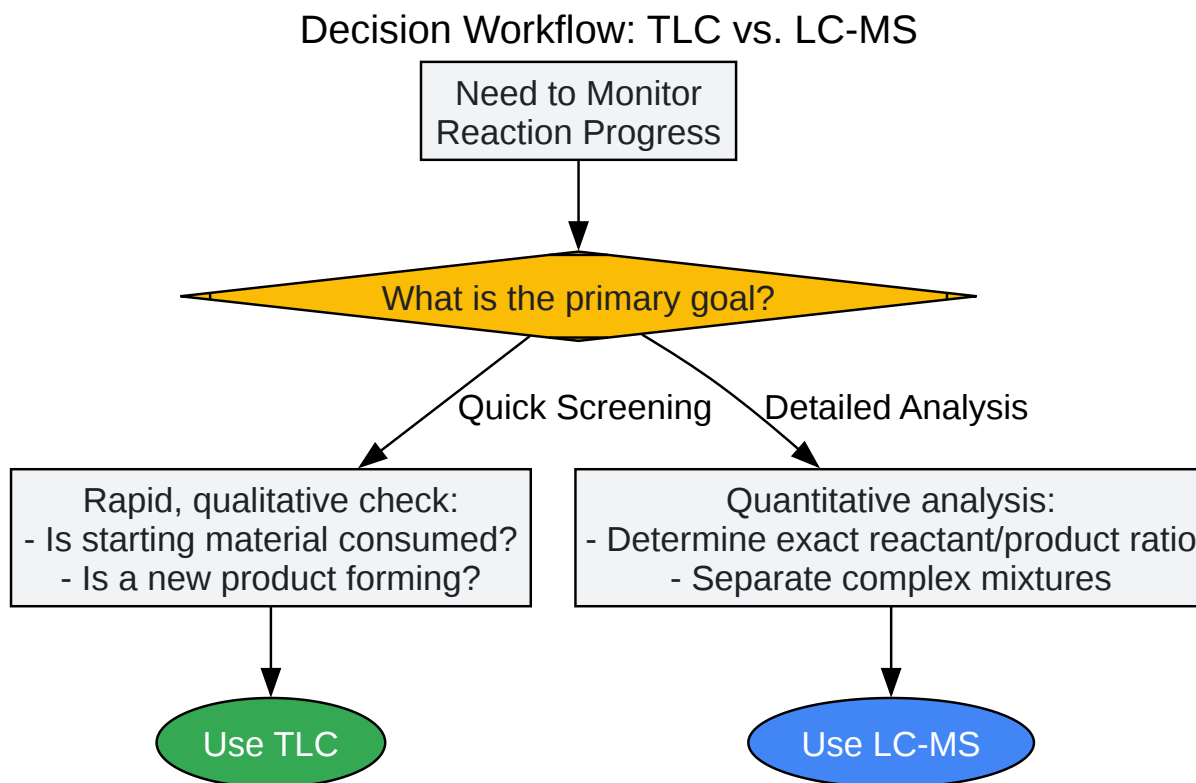 Decision Workflow: TLC vs. LC-MS
Need to Monitor
Reaction Progress
What is the primary goal?
Quick Screening
Detailed Analysis
Rapid, qualitative check:
- Is starting material consumed?
- Is a new product forming?
Quantitative analysis:
- Determine exact reactant/product ratio
- Separate complex mixtures
Use TLC
Use LC-MS